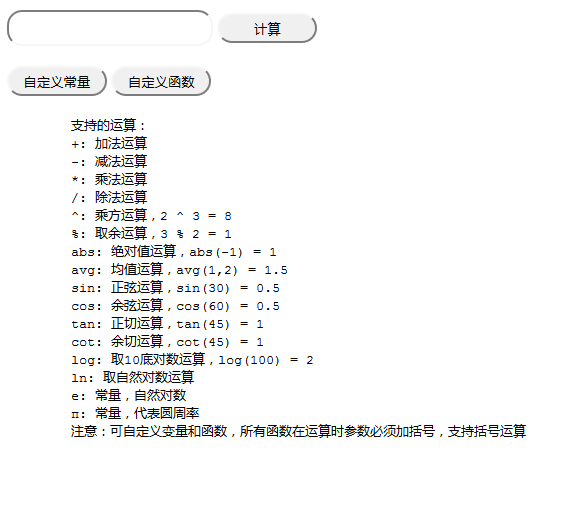 计算
自定义常量 自定义函数
支持的运算：
+: 加法运算
-: 减法运算
*: 乘法运算
/: 除法运算
^: 乘方运算，2 ^ 3 = 8
%: 取余运算，3 % 2 = 1
abs: 绝对值运算，abs(-1) = 1
avg: 均值运算，avg(1,2) = 1.5
sin: 正弦运算，sin(30) = 0.5
cos: 余弦运算，cos(60) = 0.5
tan: 正切运算，tan(45) = 1
cot: 余切运算，cot(45) = 1
log: 取10底对数运算，log(100) = 2
ln: 取自然对数运算
e: 常量，自然对数
π: 常量，代表圆周率
注意：可自定义变量和函数，所有函数在运算时参数必须加括号，支持括号运算